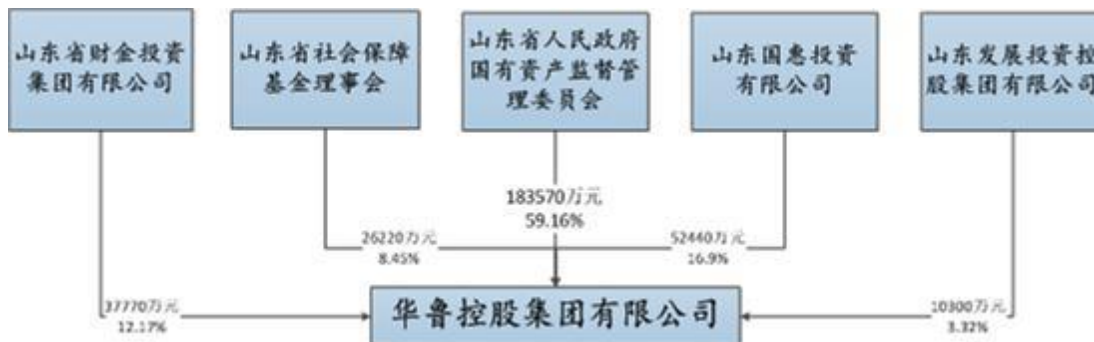 山东省财金投资
集团有限公司
山东省社会保障
基金理事会
山东省人民政府
国有资产监督管
理委员会
山东国惠投资
有限公司
山东发展投资控
股集团有限公司
183570万元
59.16%
26220万元
8.45%
52440万元
16.9%
37770万元
12.17%
华鲁控股集团有限公司
10300万元
3.32%